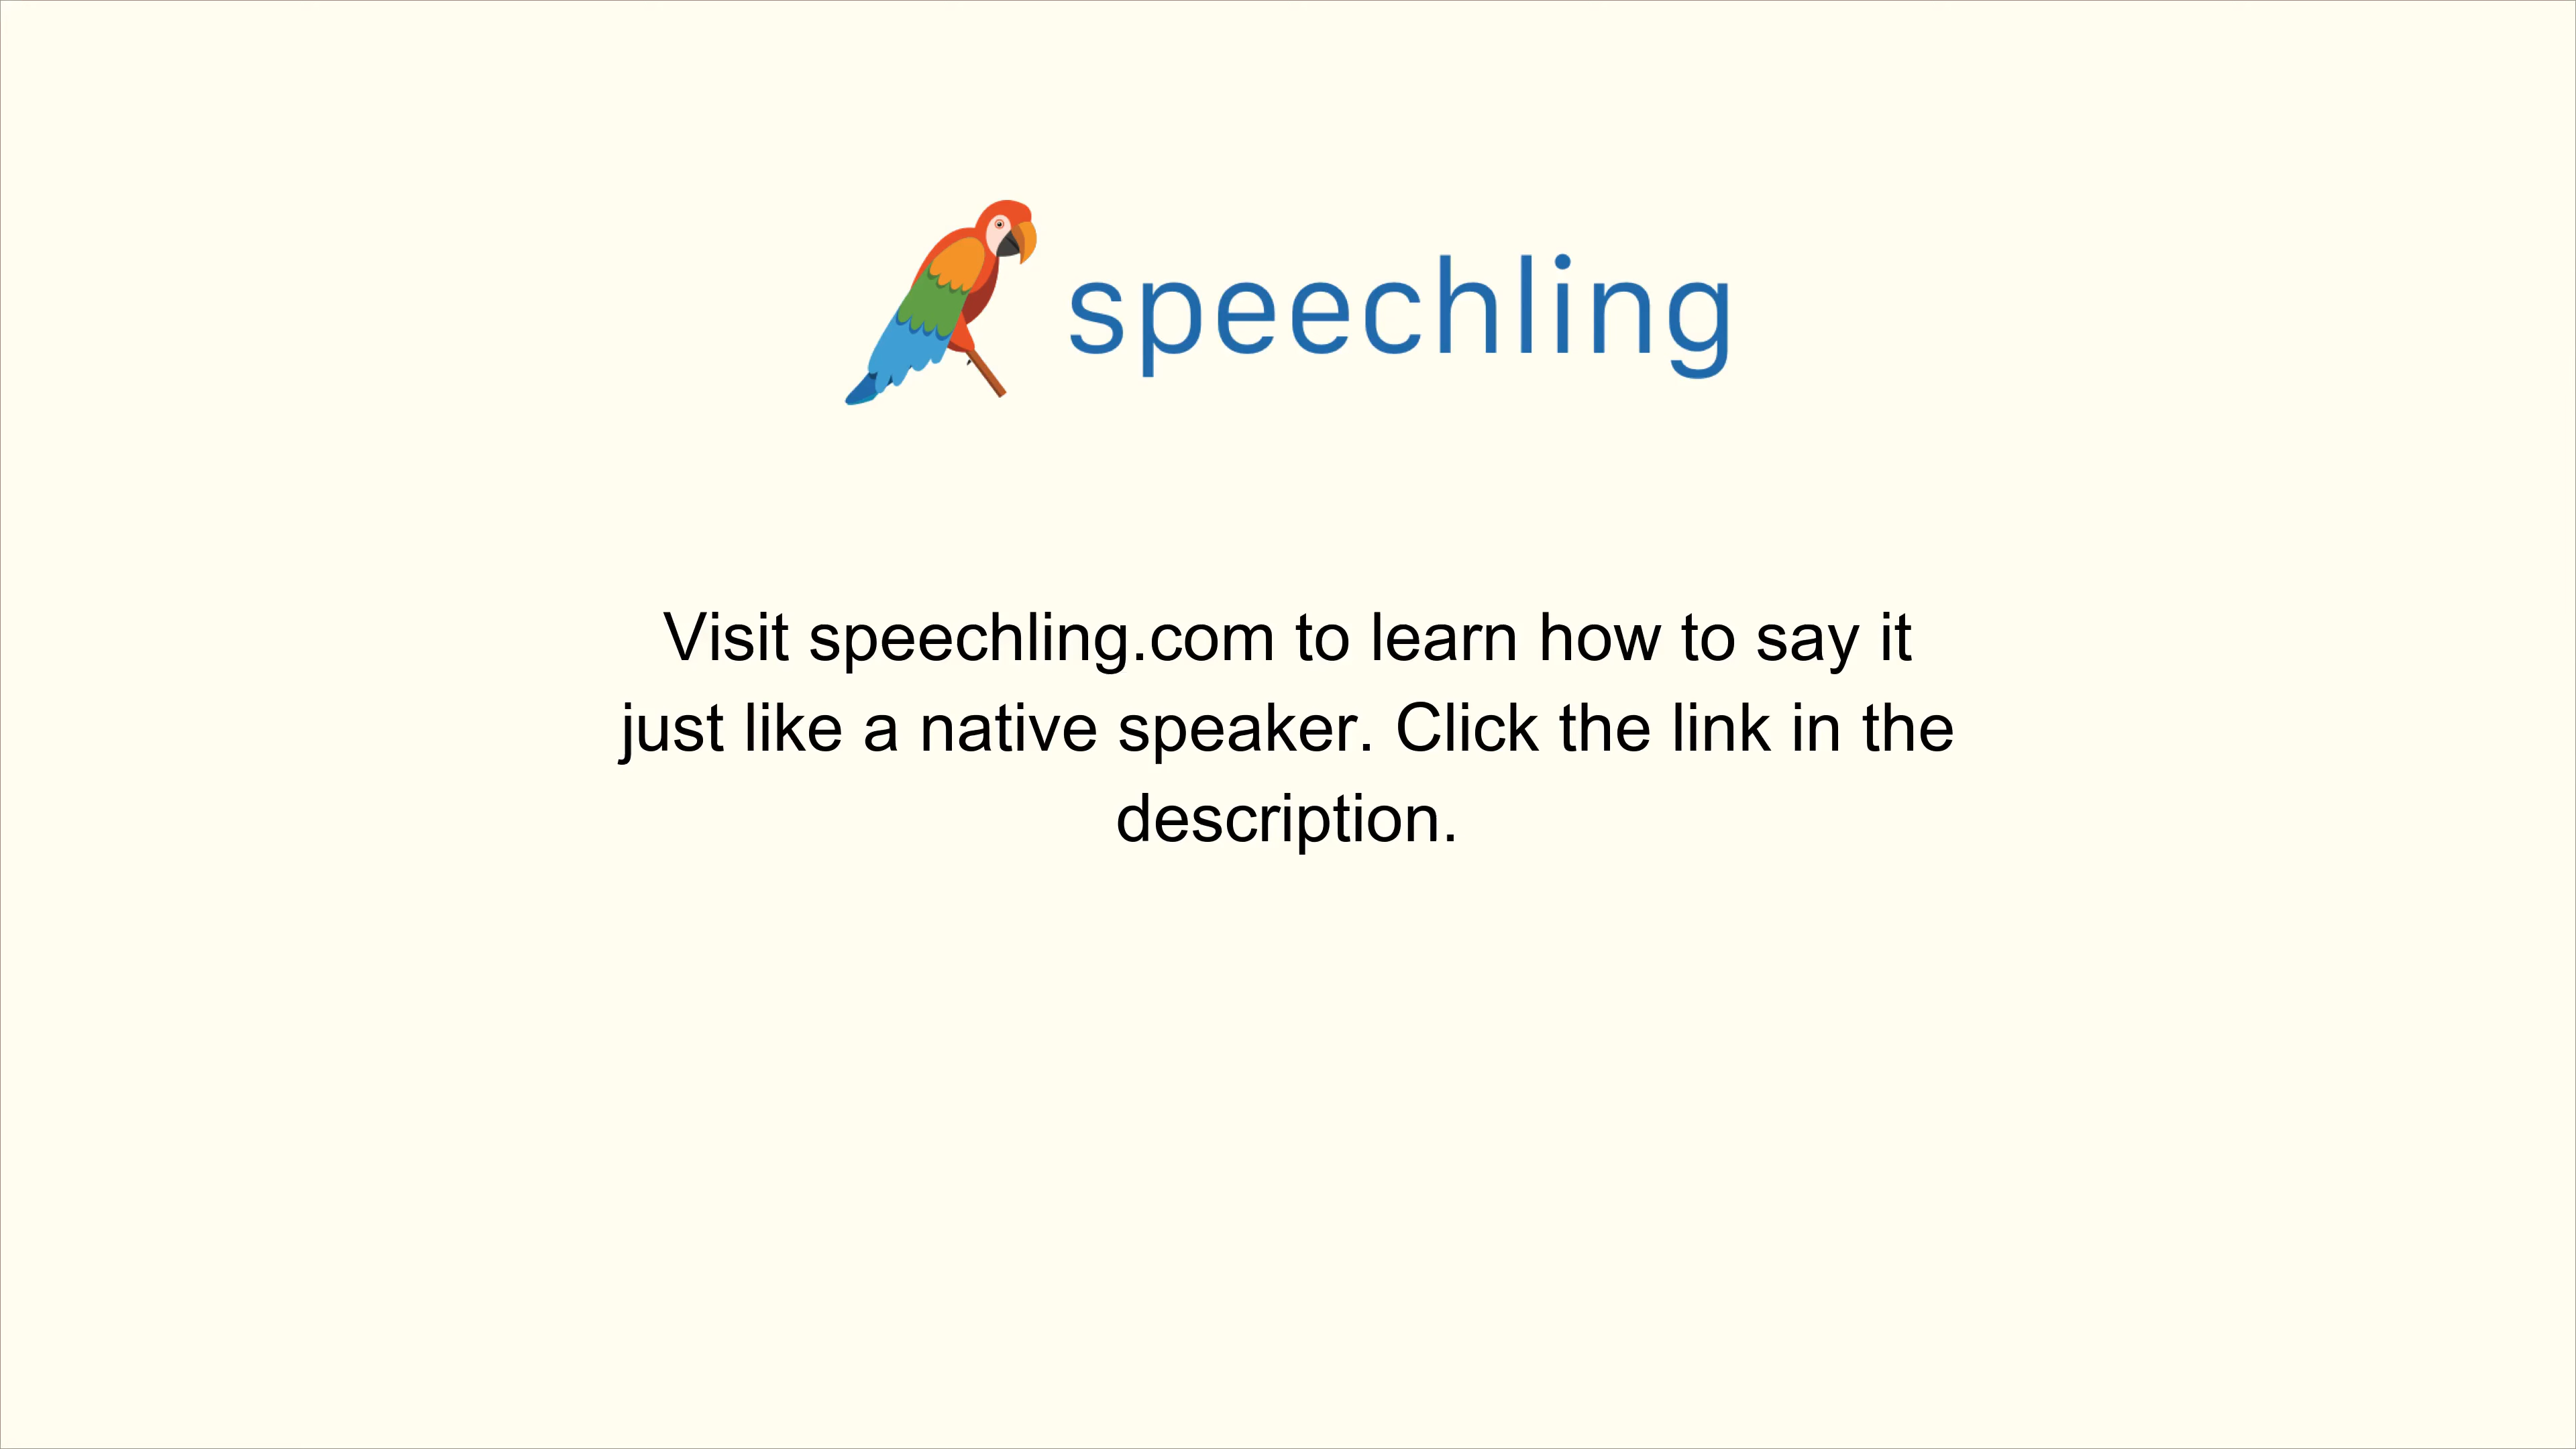 speechling
Visit speechling.com to learn how to say it
just like a native speaker. Click the link in the
description.